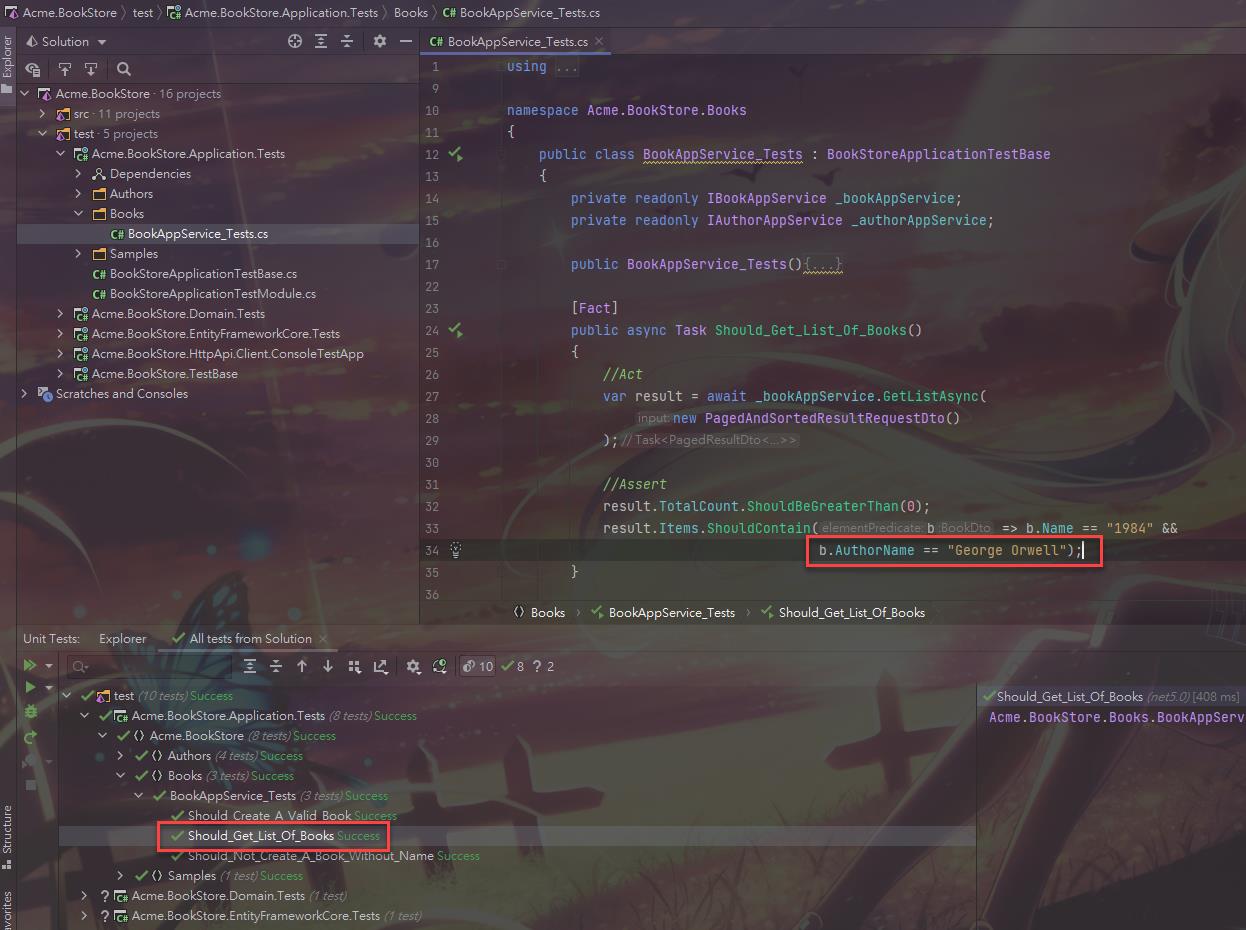 Acme.BookStore › test › Acme.BookStore.Application.Tests › Books › C# BookAppService_Tests.cs
Explorer
Solution
C# BookAppService_Tests.cs ×
Acme.BookStore · 16 projects
src · 11 projects
test · 5 projects
Acme.BookStore.Application.Tests
Dependencies
Authors
Books
C# BookAppService_Tests.cs
Samples
C# BookStoreApplicationTestBase.cs
C# BookStoreApplicationTestModule.cs
Acme.BookStore.Domain.Tests
Acme.BookStore.EntityFrameworkCore.Tests
Acme.BookStore.HttpApi.Client.ConsoleTestApp
Acme.BookStore.TestBase
Scratches and Consoles
1 using ...
9
10 namespace Acme.BookStore.Books
11 {
12 public class BookAppService_Tests : BookStoreApplicationTestBase
13 {
14 private readonly IBookAppService _bookAppService;
15 private readonly IAuthorAppService _authorAppService;
16
17 public BookAppService_Tests(){...}
22
23 [Fact]
24 public async Task Should_Get_List_Of_Books()
25 {
26 //Act
27 var result = await _bookAppService.GetListAsync(
28 input: new PagedAndSortedResultRequestDto()
29 ); // Task<PagedResultDto<...>>
30
31 //Assert
32 result.TotalCount.ShouldBeGreaterThan(0);
33 result.Items.ShouldContain( elementPredicate: b :BookDto => b.Name == "1984" &&
34 b.AuthorName == "George Orwell");
35 }
36
Books › BookAppService_Tests › Should_Get_List_Of_Books
Unit Tests: Explorer All tests from Solution ×
10 8 ? 2
test (10 tests) Success
Acme.BookStore.Application.Tests (8 tests) Success
Acme.BookStore (8 tests) Success
Authors (4 tests) Success
Books (3 tests) Success
BookAppService_Tests (3 tests) Success
Should_Create_A_Valid_Book Success
Should_Get_List_Of_Books Success
Should_Not_Create_A_Book_Without_Name Success
Samples (1 test) Success
? Acme.BookStore.Domain.Tests (1 test)
? Acme.BookStore.EntityFrameworkCore.Tests (1 test)
Should_Get_List_Of_Books (net5.0) [408 ms]
Acme.BookStore.Books.BookAppServ
Structure
avorites